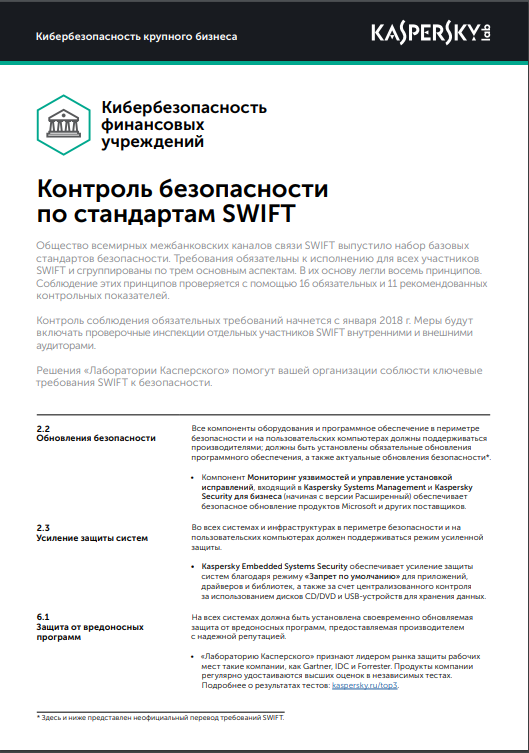 Кибербезопасность крупного бизнеса
KASPERSKY lab
Кибербезопасность
финансовых
учреждений
Контроль безопасности
по стандартам SWIFT
Общество всемирных межбанковских каналов связи SWIFT выпустило набор базовых
стандартов безопасности. Требования обязательны к исполнению для всех участников
SWIFT и сгруппированы по трем основным аспектам. В их основу легли восемь принципов.
Соблюдение этих принципов проверяется с помощью 16 обязательных и 11 рекомендованных
контрольных показателей.
Контроль соблюдения обязательных требований начнется с января 2018 г. Меры будут
включать проверочные инспекции отдельных участников SWIFT внутренними и внешними
аудиторами.
Решения «Лаборатории Касперского» помогут вашей организации соблюсти ключевые
требования SWIFT к безопасности.
2.2
Обновления безопасности
Все компоненты оборудования и программное обеспечение в периметре
безопасности и на пользовательских компьютерах должны поддерживаться
производителями; должны быть установлены обязательные обновления
программного обеспечения, а также актуальные обновления безопасности*.
• Компонент Мониторинг уязвимостей и управление установкой
исправлений, входящий в Kaspersky Systems Management и Kaspersky
Security для бизнеса (начиная с версии Расширенный) обеспечивает
безопасное обновление продуктов Microsoft и других поставщиков.
2.3
Усиление защиты систем
Во всех системах и инфраструктурах в периметре безопасности и на
пользовательских компьютерах должен поддерживаться режим усиленной
защиты.
• Kaspersky Embedded Systems Security обеспечивает усиление защиты
систем благодаря режиму «Запрет по умолчанию» для приложений,
драйверов и библиотек, а также за счет централизованного контроля
за использованием дисков CD/DVD и USB-устройств для хранения данных.
6.1
Защита от вредоносных
программ
На всех системах должна быть установлена своевременно обновляемая
защита от вредоносных программ, предоставляемая производителем
с надежной репутацией.
• «Лабораторию Касперского» признают лидером рынка защиты рабочих
мест такие компании, как Gartner, IDC и Forrester. Продукты компании
регулярно удостаиваются высших оценок в независимых тестах.
Подробнее о результатах тестов: kaspersky.ru/top3.
* Здесь и ниже представлен неофициальный перевод требований SWIFT.